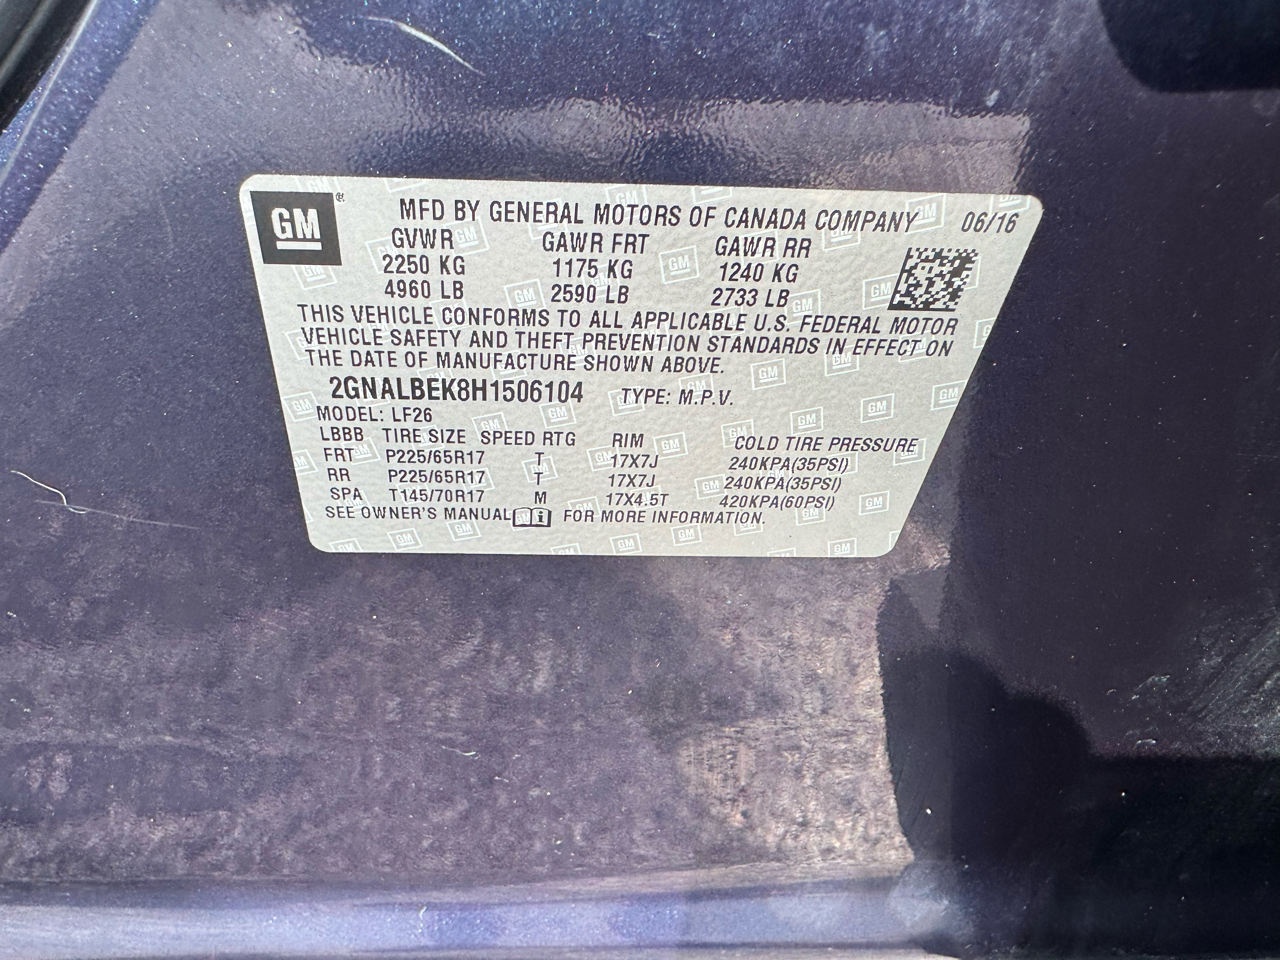 GM ® MFD BY GENERAL MOTORS OF CANADA COMPANY 06/16
GVWR GAWR FRT GAWR RR
2250 KG 1175 KG 1240 KG
4960 LB 2590 LB 2733 LB
THIS VEHICLE CONFORMS TO ALL APPLICABLE U.S. FEDERAL MOTOR
VEHICLE SAFETY AND THEFT PREVENTION STANDARDS IN EFFECT ON
THE DATE OF MANUFACTURE SHOWN ABOVE.
2GNALBEK8H1506104 TYPE: M.P.V.
MODEL: LF26
LBBB TIRE SIZE SPEED RTG RIM COLD TIRE PRESSURE
FRT P225/65R17 T 17X7J 240KPA(35PSI)
RR P225/65R17 T 17X7J 240KPA(35PSI)
SPA T145/70R17 M 17X4.5T 420KPA(60PSI)
SEE OWNER'S MANUAL i FOR MORE INFORMATION.